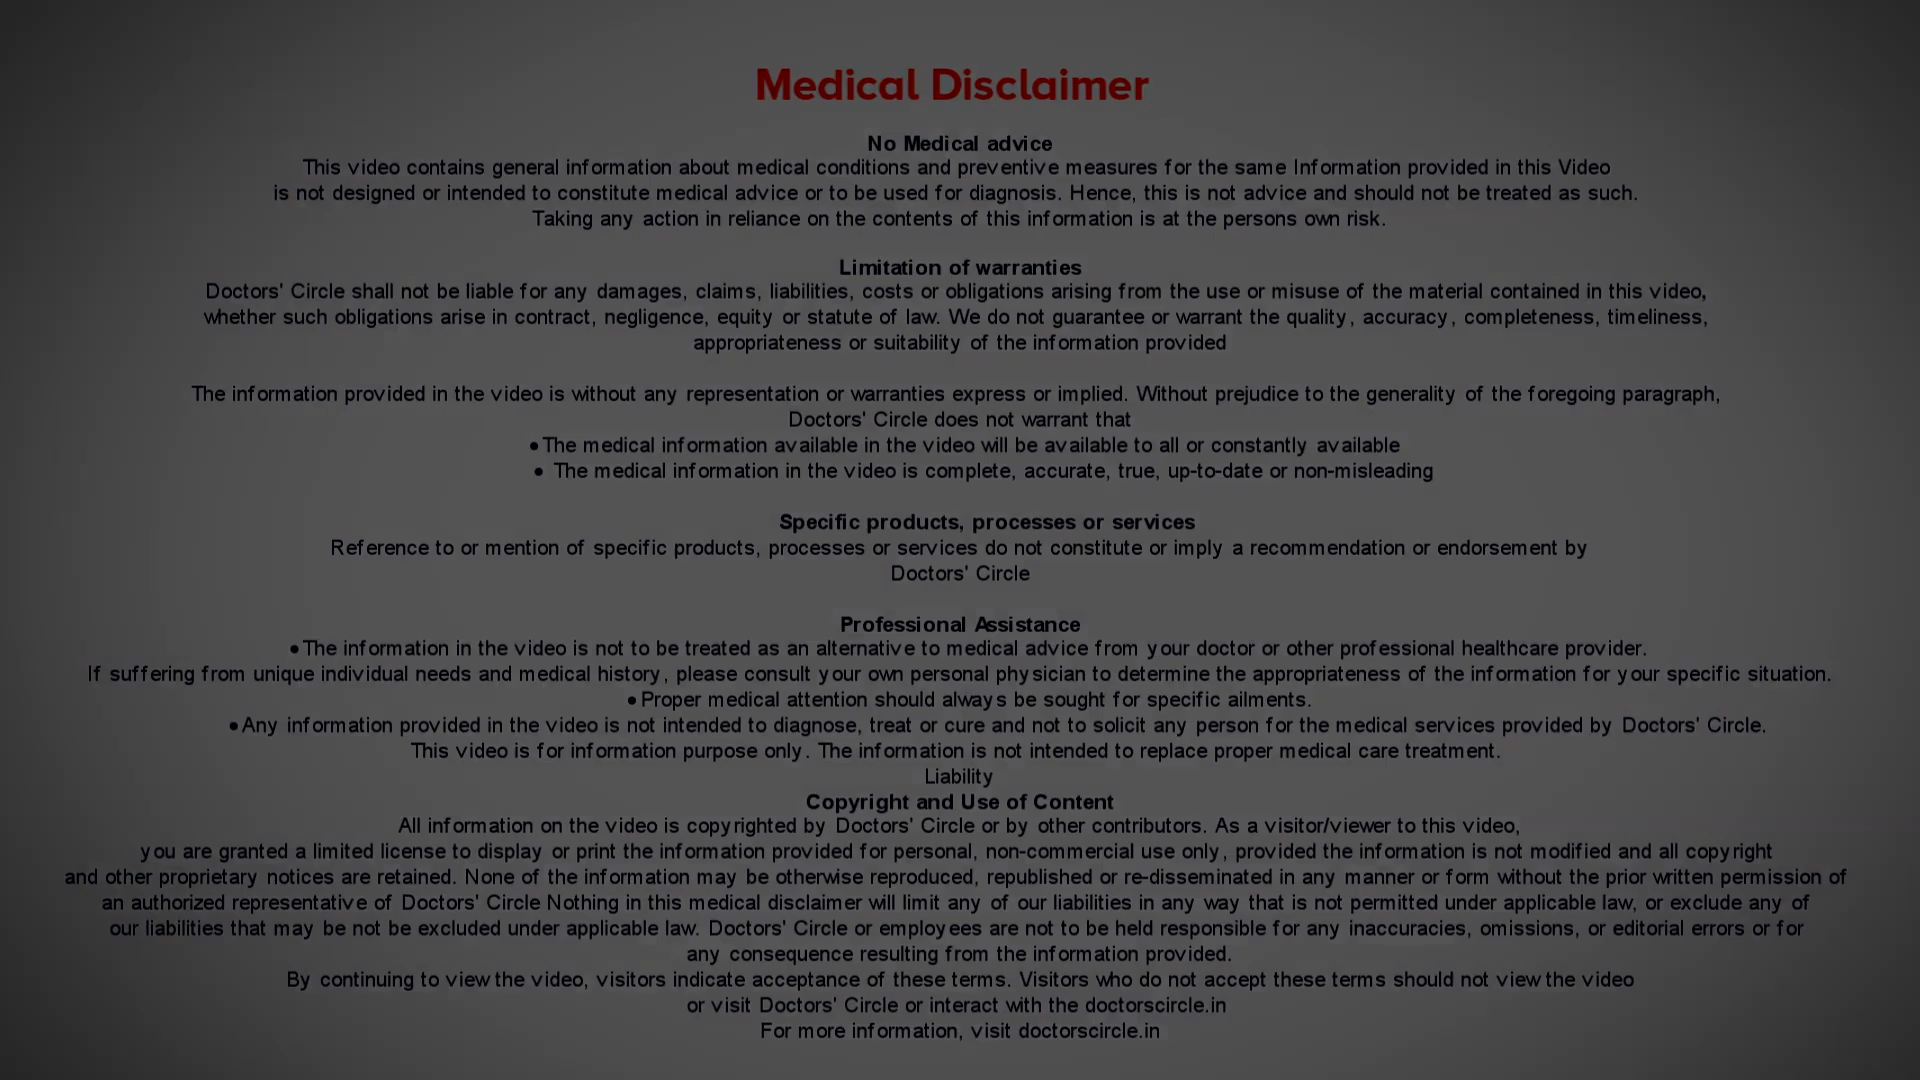 Medical Disclaimer
No Medical advice
This video contains general information about medical conditions and preventive measures for the same Information provided in this Video
is not designed or intended to constitute medical advice or to be used for diagnosis. Hence, this is not advice and should not be treated as such.
Taking any action in reliance on the contents of this information is at the persons own risk.
Limitation of warranties
Doctors' Circle shall not be liable for any damages, claims, liabilities, costs or obligations arising from the use or misuse of the material contained in this video,
whether such obligations arise in contract, negligence, equity or statute of law. We do not guarantee or warrant the quality, accuracy, completeness, timeliness,
appropriateness or suitability of the information provided
The information provided in the video is without any representation or warranties express or implied. Without prejudice to the generality of the foregoing paragraph,
Doctors' Circle does not warrant that
•The medical information available in the video will be available to all or constantly available
• The medical information in the video is complete, accurate, true, up-to-date or non-misleading
Specific products, processes or services
Reference to or mention of specific products, processes or services do not constitute or imply a recommendation or endorsement by
Doctors' Circle
Professional Assistance
•The information in the video is not to be treated as an alternative to medical advice from your doctor or other professional healthcare provider.
If suffering from unique individual needs and medical history, please consult your own personal physician to determine the appropriateness of the information for your specific situation.
•Proper medical attention should always be sought for specific ailments.
•Any information provided in the video is not intended to diagnose, treat or cure and not to solicit any person for the medical services provided by Doctors' Circle.
This video is for information purpose only. The information is not intended to replace proper medical care treatment.
Liability
Copyright and Use of Content
All information on the video is copyrighted by Doctors' Circle or by other contributors. As a visitor/viewer to this video,
you are granted a limited license to display or print the information provided for personal, non-commercial use only, provided the information is not modified and all copyright
and other proprietary notices are retained. None of the information may be otherwise reproduced, republished or re-disseminated in any manner or form without the prior written permission of
an authorized representative of Doctors' Circle Nothing in this medical disclaimer will limit any of our liabilities in any way that is not permitted under applicable law, or exclude any of
our liabilities that may be not be excluded under applicable law. Doctors' Circle or employees are not to be held responsible for any inaccuracies, omissions, or editorial errors or for
any consequence resulting from the information provided.
By continuing to view the video, visitors indicate acceptance of these terms. Visitors who do not accept these terms should not view the video
or visit Doctors' Circle or interact with the doctorscircle.in
For more information, visit doctorscircle.in